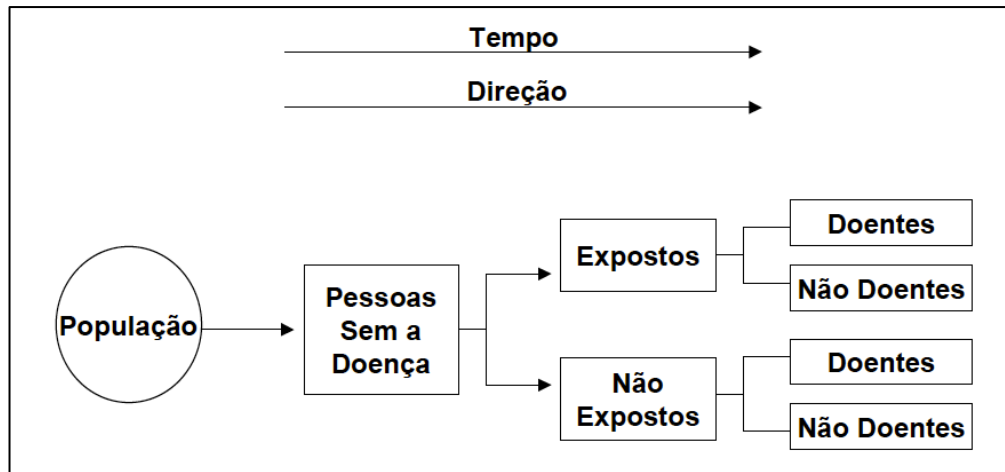 Tempo
Direção
População
Pessoas
Sem a
Doença
Expostos
Doentes
Não Doentes
Não
Expostos
Doentes
Não Doentes